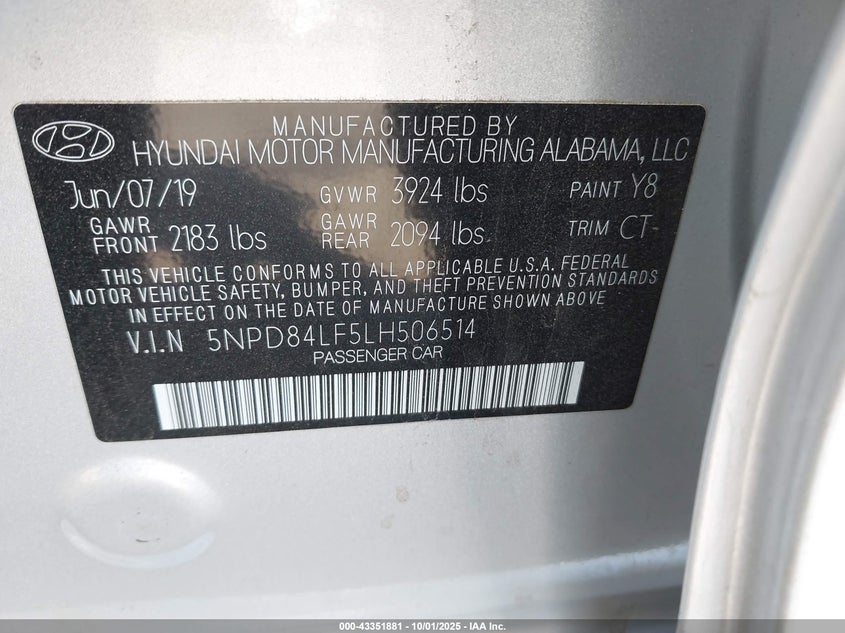 MANUFACTURED BY
HYUNDAI MOTOR MANUFACTURING ALABAMA, LLC
Jun/07/19 GVWR 3924 lbs PAINT Y8
GAWR FRONT 2183 lbs GAWR REAR 2094 lbs TRIM CT-
THIS VEHICLE CONFORMS TO ALL APPLICABLE U.S.A. FEDERAL
MOTOR VEHICLE SAFETY, BUMPER, AND THEFT PREVENTION STANDARDS
IN EFFECT ON THE DATE OF MANUFACTURE SHOWN ABOVE
V.I.N 5NPD84LF5LH506514
PASSENGER CAR
000-43351881 - 10/01/2025 - IAA Inc.